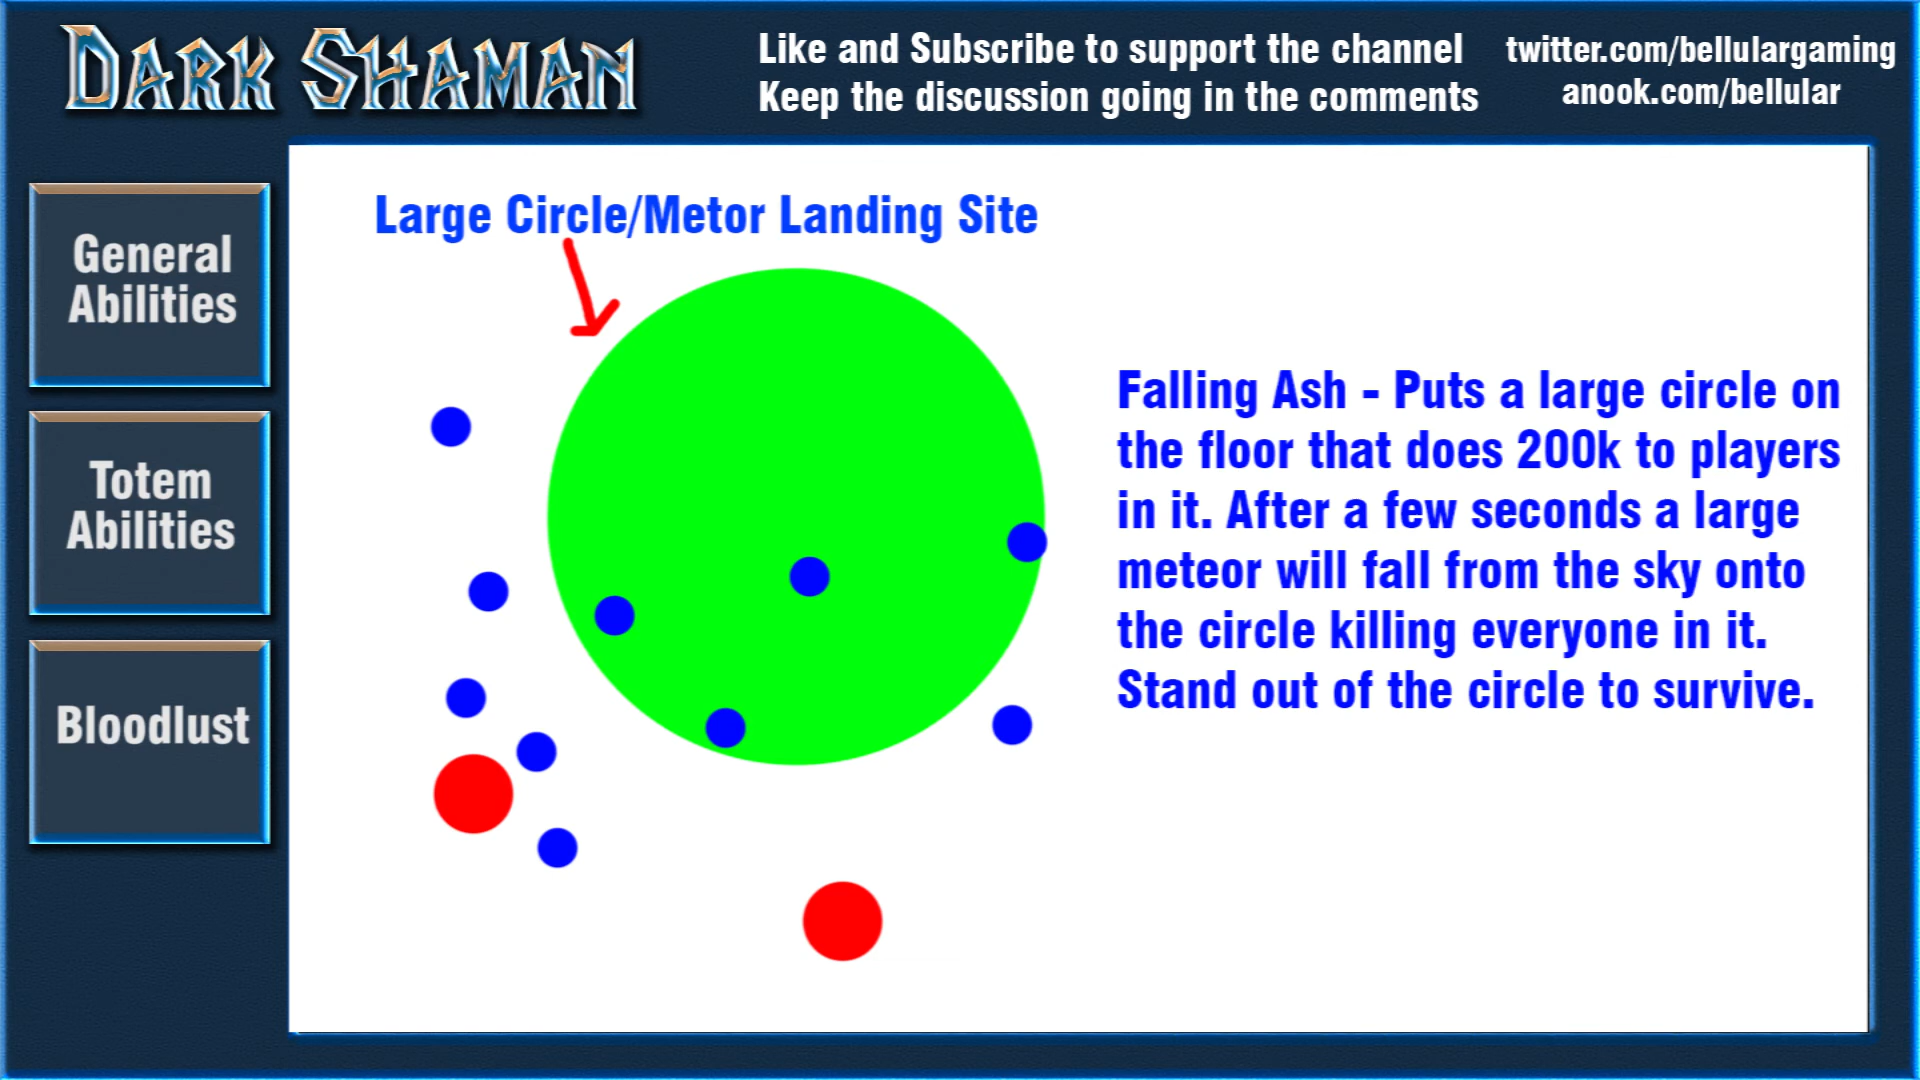 Dark Shaman
Like and Subscribe to support the channel
Keep the discussion going in the comments
twitter.com/bellulargaming
anook.com/bellular
General
Abilities
Totem
Abilities
Bloodlust
Large Circle/Metor Landing Site
Falling Ash - Puts a large circle on
the floor that does 200k to players
in it. After a few seconds a large
meteor will fall from the sky onto
the circle killing everyone in it.
Stand out of the circle to survive.